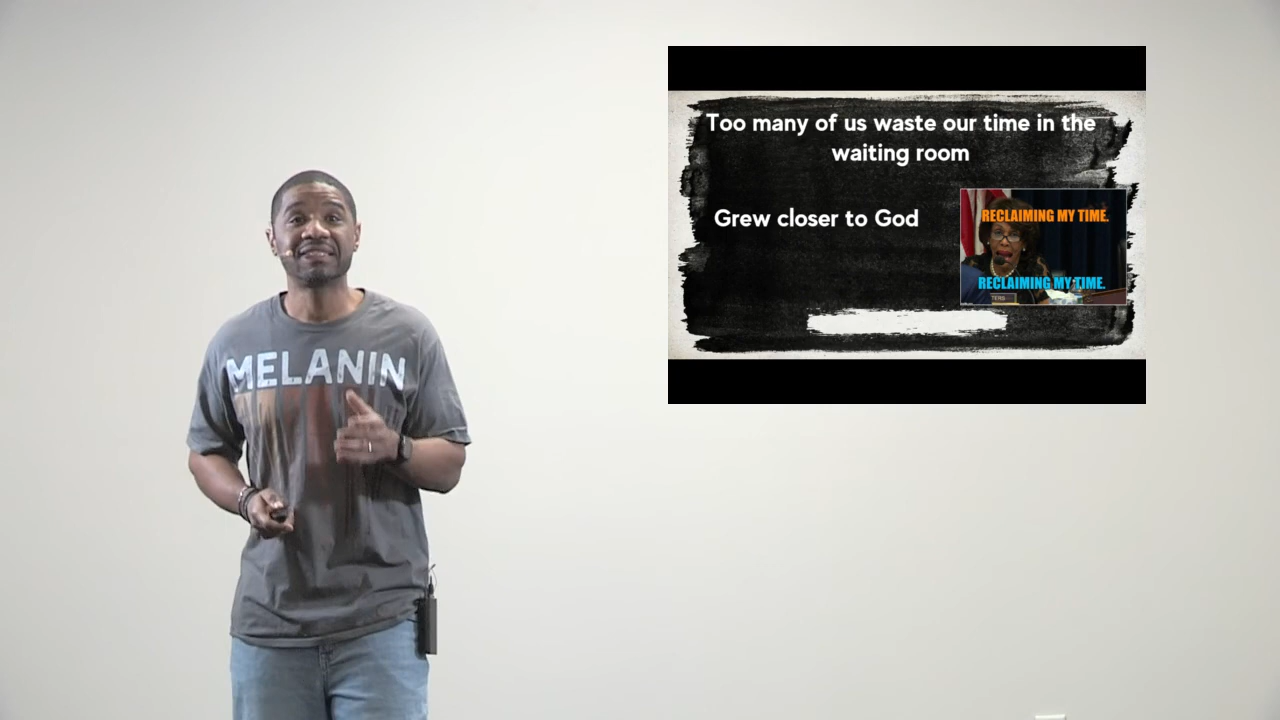 Too many of us waste our time in the
waiting room
Grew closer to God
RECLAIMING MY TIME.
RECLAIMING MY TIME.
TERS
MELANIN